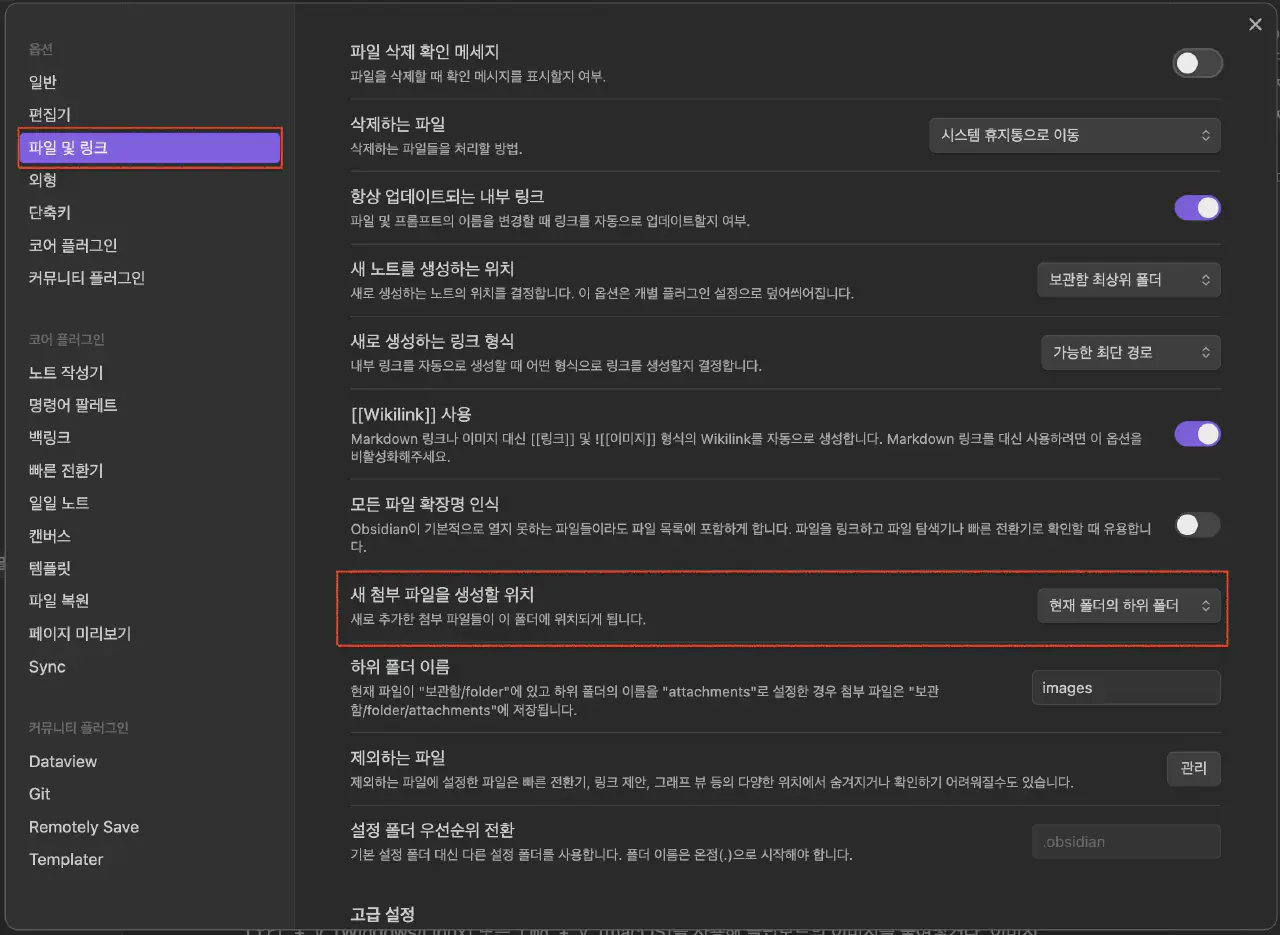 옵션
일반
편집기
파일 및 링크
외형
단축키
코어 플러그인
커뮤니티 플러그인
코어 플러그인
노트 작성기
명령어 팔레트
백링크
빠른 전환기
일일 노트
캔버스
템플릿
파일 복원
페이지 미리보기
Sync
커뮤니티 플러그인
Dataview
Git
Remotely Save
Templater
파일 삭제 확인 메세지
파일을 삭제할 때 확인 메시지를 표시할지 여부.
삭제하는 파일
삭제하는 파일들을 처리할 방법.
시스템 휴지통으로 이동
항상 업데이트되는 내부 링크
파일 및 프롬프트의 이름을 변경할 때 링크를 자동으로 업데이트할지 여부.
새 노트를 생성하는 위치
새로 생성하는 노트의 위치를 결정합니다. 이 옵션은 개별 플러그인 설정으로 덮어씌어집니다.
보관함 최상위 폴더
새로 생성하는 링크 형식
내부 링크를 자동으로 생성할 때 어떤 형식으로 링크를 생성할지 결정합니다.
가능한 최단 경로
[[Wikilink]] 사용
Markdown 링크나 이미지 대신 [[링크]] 및 ![[이미지]] 형식의 Wikilink를 자동으로 생성합니다. Markdown 링크를 대신 사용하려면 이 옵션을
비활성화해주세요.
모든 파일 확장명 인식
Obsidian이 기본적으로 열지 못하는 파일들이라도 파일 목록에 포함하게 합니다. 파일을 링크하고 파일 탐색기나 빠른 전환기로 확인할 때 유용합니
다.
새 첨부 파일을 생성할 위치
새로 추가한 첨부 파일들이 이 폴더에 위치되게 됩니다.
현재 폴더의 하위 폴더
하위 폴더 이름
현재 파일이 "보관함/folder"에 있고 하위 폴더의 이름을 "attachments"로 설정한 경우 첨부 파일은 "보관
함/folder/attachments"에 저장됩니다.
images
제외하는 파일
제외하는 파일에 설정한 파일은 빠른 전환기, 링크 제안, 그래프 뷰 등의 다양한 위치에서 숨겨지거나 확인하기 어려워질수도 있습니다.
관리
설정 폴더 우선순위 전환
기본 설정 폴더 대신 다른 설정 폴더를 사용합니다. 폴더 이름은 온점(.)으로 시작해야 합니다.
.obsidian
고급 설정